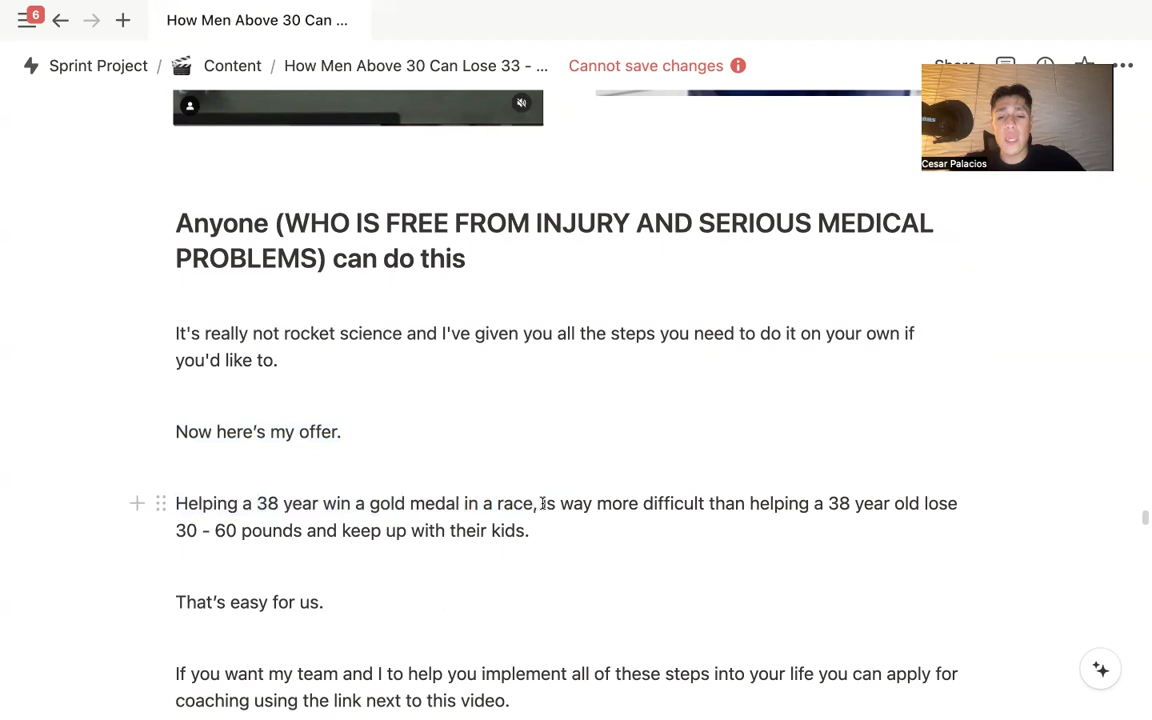 6
How Men Above 30 Can ...
Sprint Project / Content / How Men Above 30 Can Lose 33 - ... Cannot save changes
Cesar Palacios
Anyone (WHO IS FREE FROM INJURY AND SERIOUS MEDICAL
PROBLEMS) can do this
It's really not rocket science and I've given you all the steps you need to do it on your own if
you'd like to.
Now here's my offer.
Helping a 38 year win a gold medal in a race, is way more difficult than helping a 38 year old lose
30 - 60 pounds and keep up with their kids.
That's easy for us.
If you want my team and I to help you implement all of these steps into your life you can apply for
coaching using the link next to this video.